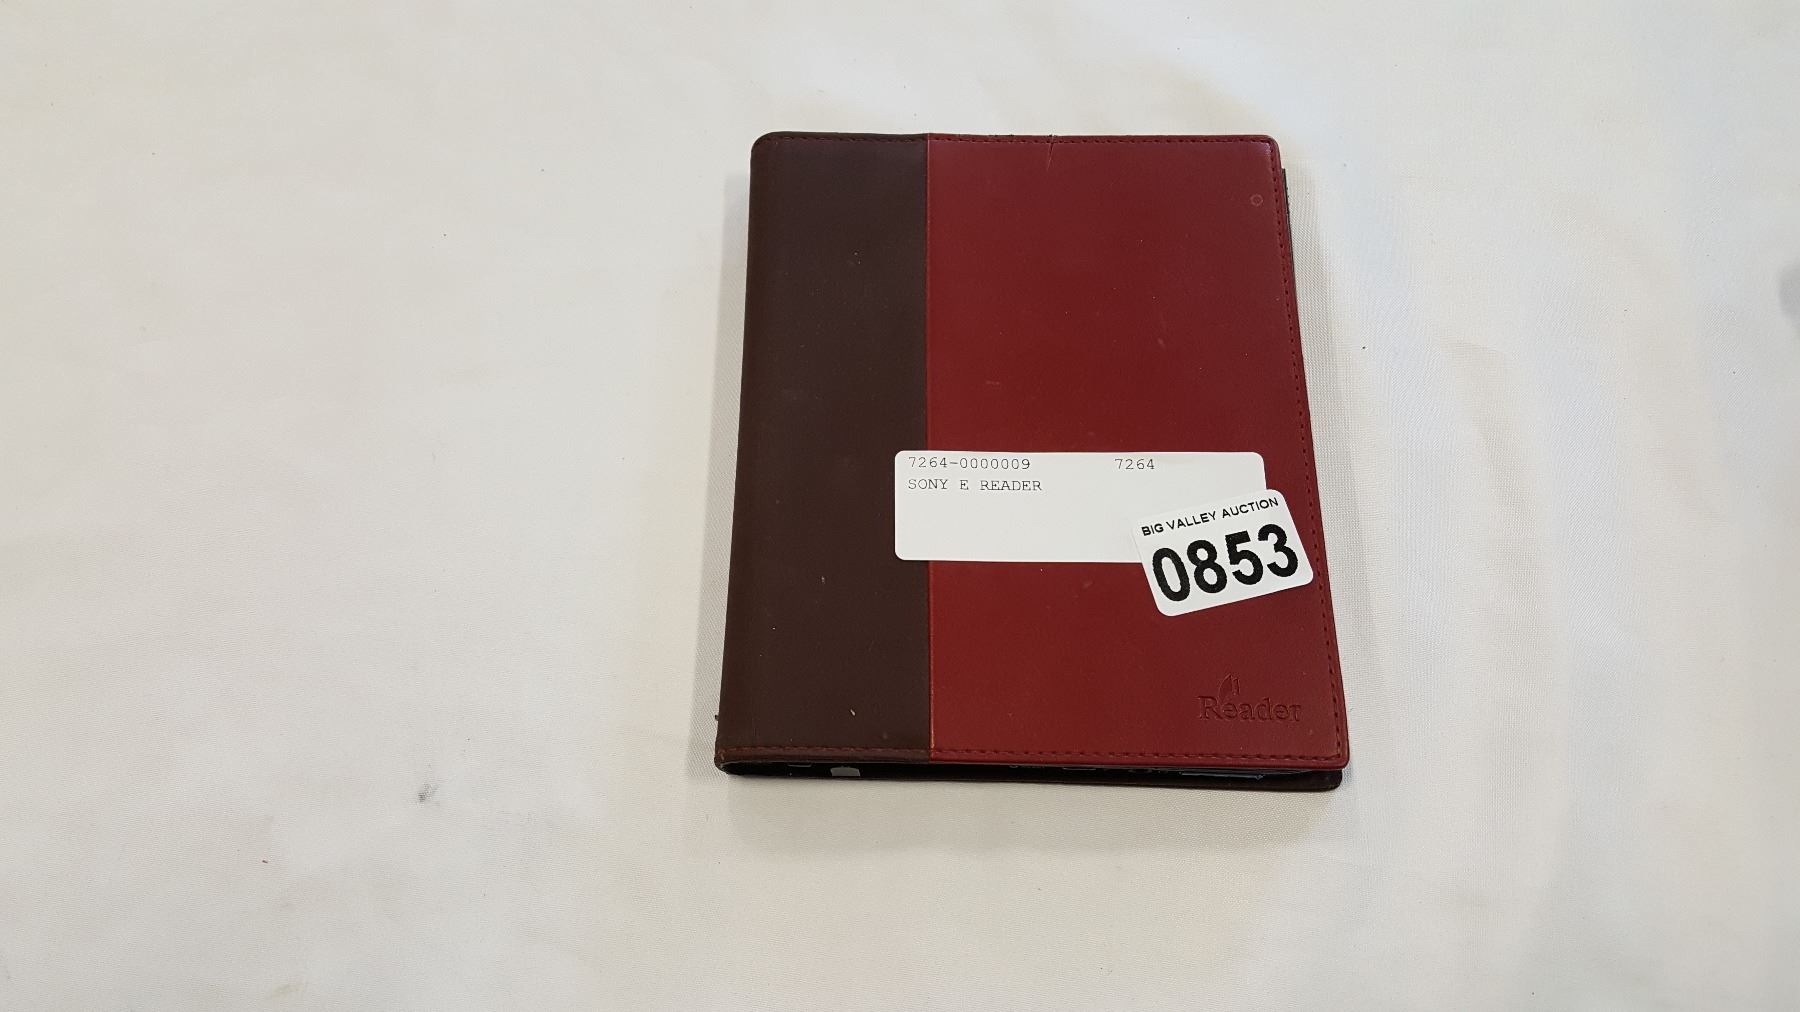 7264-0000009 7264
SONY E READER
BIG VALLEY AUCTION
0853
Reader